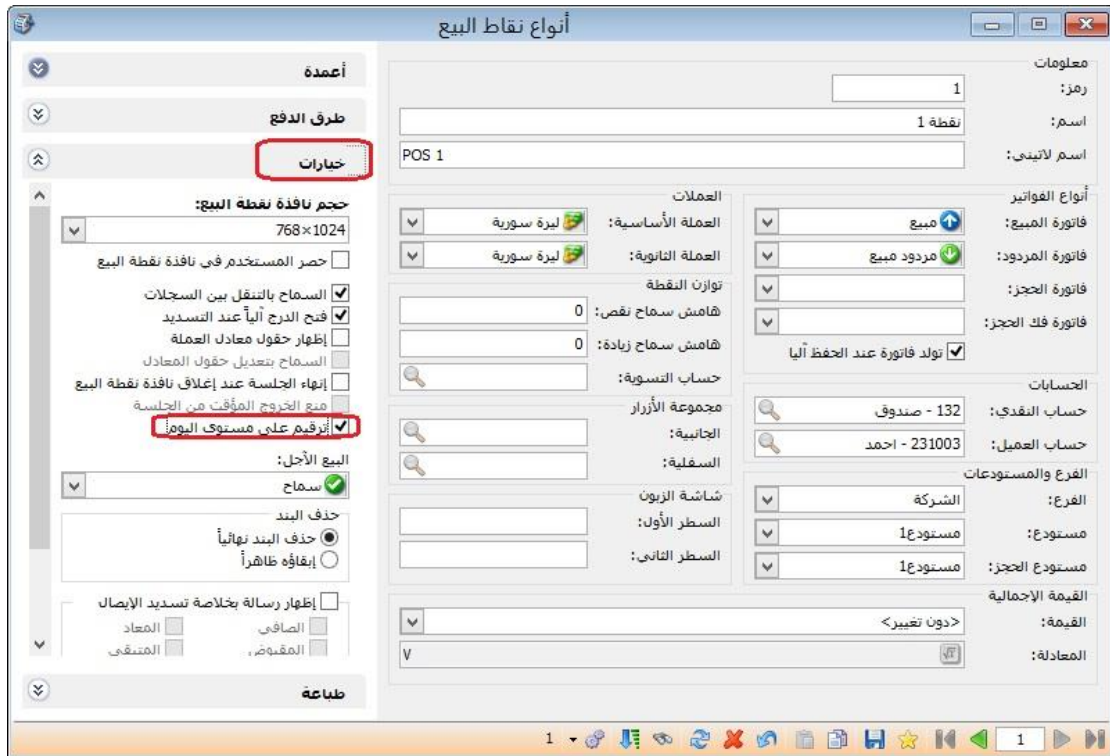 أنواع نقاط البيع
معلومات
رمز:
1
اسم:
نقطة 1
اسم لاتيني:
POS 1
أنواع الفواتير
فاتورة المبيع:
مبيع
فاتورة المردود:
مردود مبيع
فاتورة الحجز:
فاتورة فك الحجز:
تولد فاتورة عند الحفظ آليا
الحسابات
حساب النقدي:
132 - صندوق
حساب العميل:
231003 - احمد
الفرع والمستودعات
الفرع:
الشركة
مستودع:
مستودع1
مستودع الحجز:
مستودع1
العملات
العملة الأساسية:
ليرة سورية
العملة الثانوية:
ليرة سورية
توازن النقطة
هامش سماح نقص:
0
هامش سماح زيادة:
0
حساب التسوية:
مجموعة الأزرار
الجانبية:
السفلية:
شاشة الزبون
السطر الأول:
السطر الثاني:
القيمة الإجمالية
القيمة:
<دون تغيير>
المعادلة:
V
أعمدة
طرق الدفع
خيارات
حجم نافذة نقطة البيع:
768×1024
حصر المستخدم في نافذة نقطة البيع
السماح بالتنقل بين السجلات
فتح الدرج آلياً عند التسديد
إظهار حقول معادل العملة
السماح بتعديل حقول المعادل
إنهاء الجلسة عند إغلاق نافذة نقطة البيع
منع الخروج المؤقت من الجلسة
ترقيم على مستوى اليوم
البيع الآجل:
سماح
حذف البند
حذف البند نهائياً
إبقاؤه ظاهراً
إظهار رسالة بخلاصة تسديد الإيصال
الصافي
المعاد
المقبوض
المتبقي
طباعة
1
1